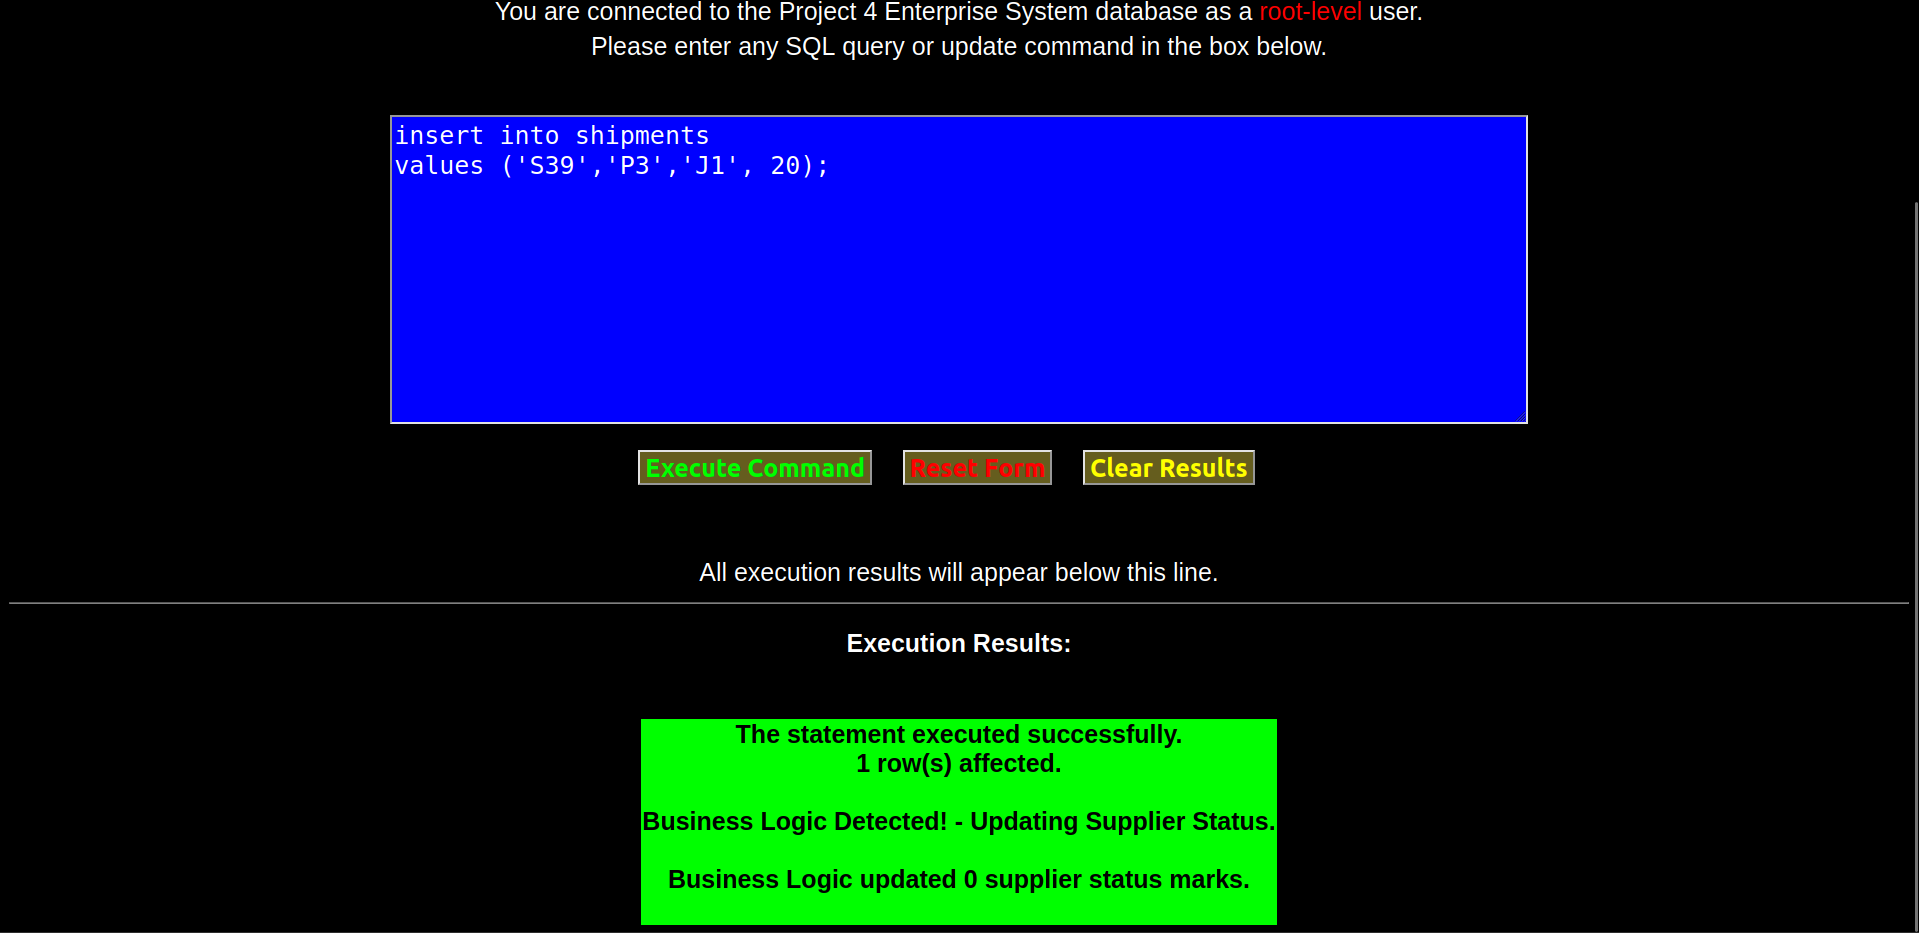 You are connected to the Project 4 Enterprise System database as a root-level user.
Please enter any SQL query or update command in the box below.
insert into shipments
values ('S39','P3','J1', 20);
Execute Command Reset Form Clear Results
All execution results will appear below this line.
Execution Results:
The statement executed successfully.
1 row(s) affected.
Business Logic Detected! - Updating Supplier Status.
Business Logic updated 0 supplier status marks.